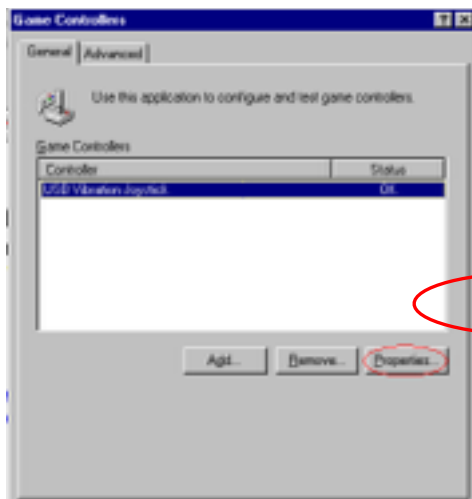 Game Controllers
General Advanced
Use this application to configure and test game controllers.
Game Controllers
Controller Status
USB Vibration Joystick OK
Add... Remove... Properties...